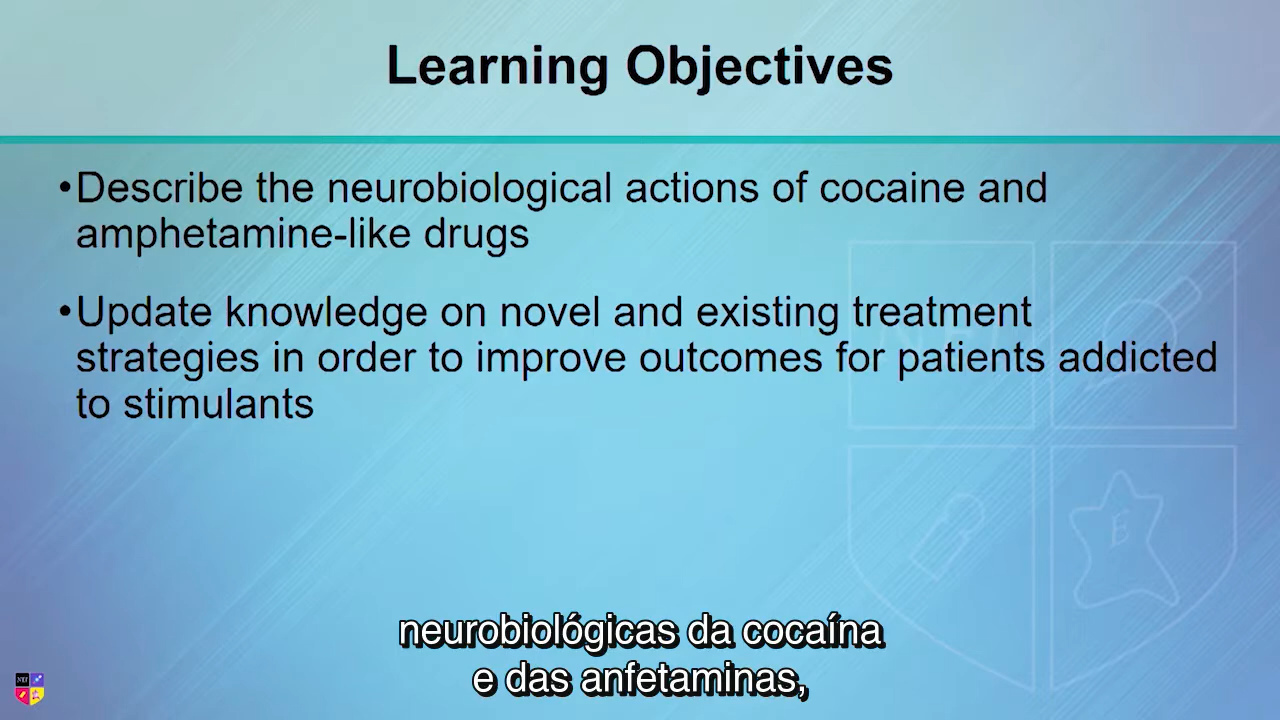 Learning Objectives
•Describe the neurobiological actions of cocaine and
amphetamine-like drugs
•Update knowledge on novel and existing treatment
strategies in order to improve outcomes for patients addicted
to stimulants
neurobiológicas da cocaína
e das anfetaminas,